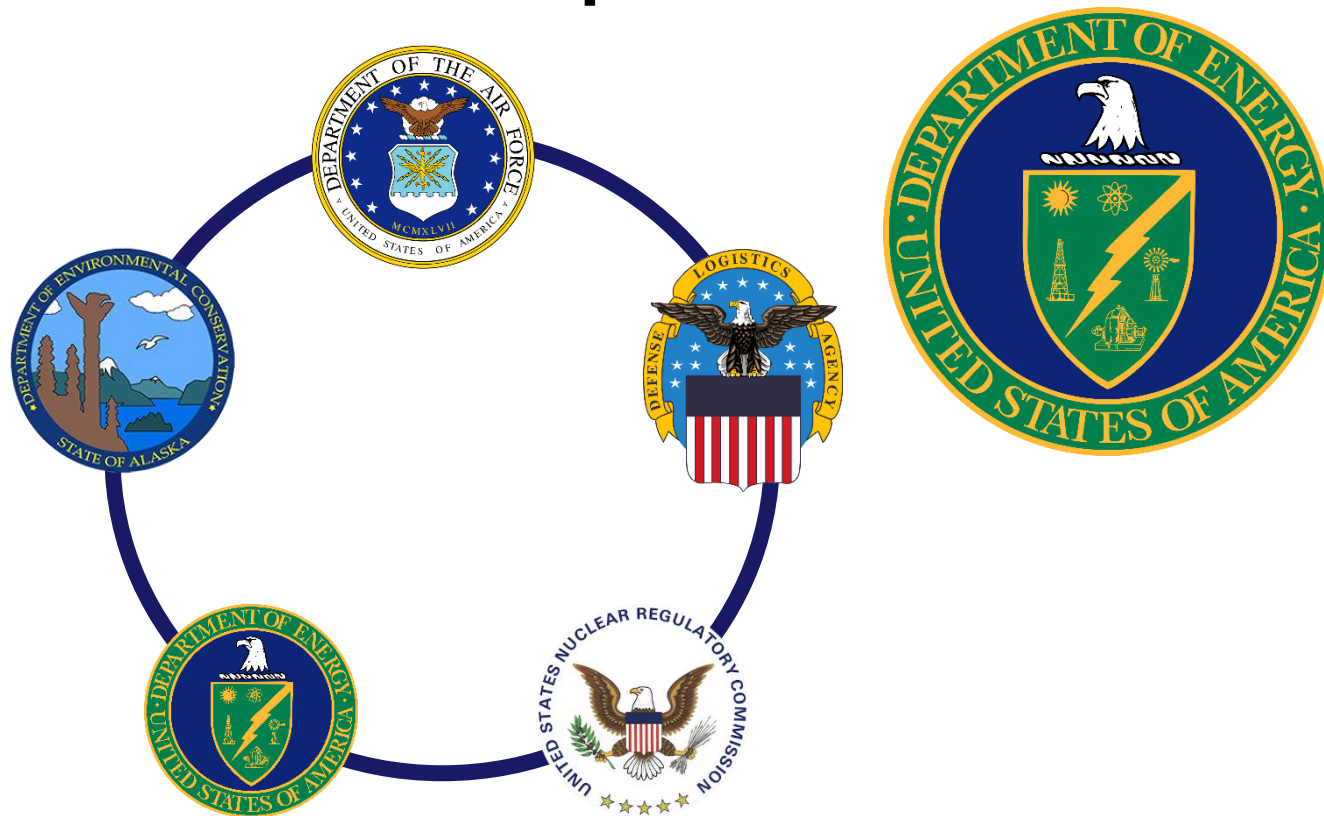 DEPARTMENT OF THE AIR FORCE
MCMXLVII
UNITED STATES OF AMERICA
DEPARTMENT OF ENERGY
UNITED STATES OF AMERICA
DEPARTMENT OF ENVIRONMENTAL CONSERVATION
STATE OF ALASKA
DEFENSE LOGISTICS AGENCY
DEPARTMENT OF ENERGY
UNITED STATES OF AMERICA
UNITED STATES NUCLEAR REGULATORY COMMISSION